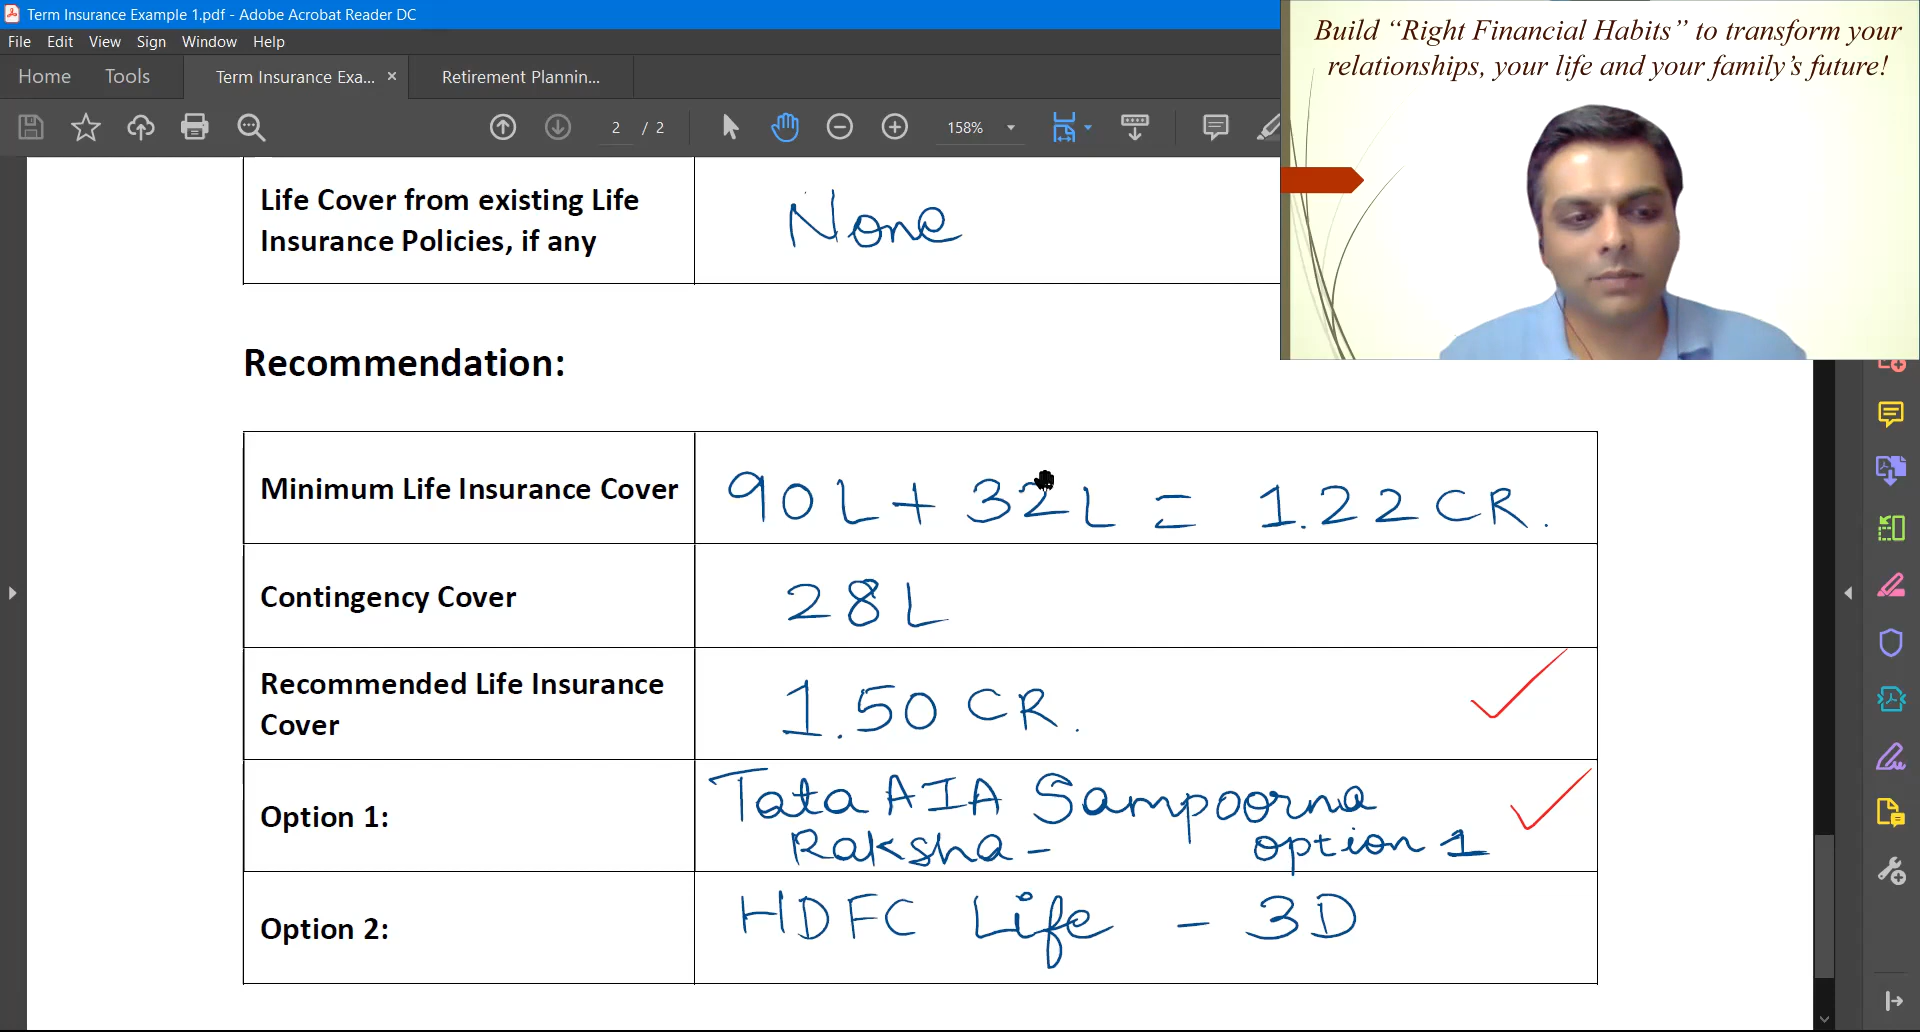 Term Insurance Example 1.pdf - Adobe Acrobat Reader DC
File Edit View Sign Window Help
Home Tools Term Insurance Exa... × Retirement Plannin...
2 / 2 158%
Build “Right Financial Habits” to transform your
relationships, your life and your family’s future!
Life Cover from existing Life
Insurance Policies, if any
None
Recommendation:
Minimum Life Insurance Cover
90L + 32L = 1.22 CR.
Contingency Cover
28L
Recommended Life Insurance
Cover
1.50 CR.
Option 1:
Tata AIA Sampoorna
Raksha - option 1
Option 2:
HDFC Life - 3D